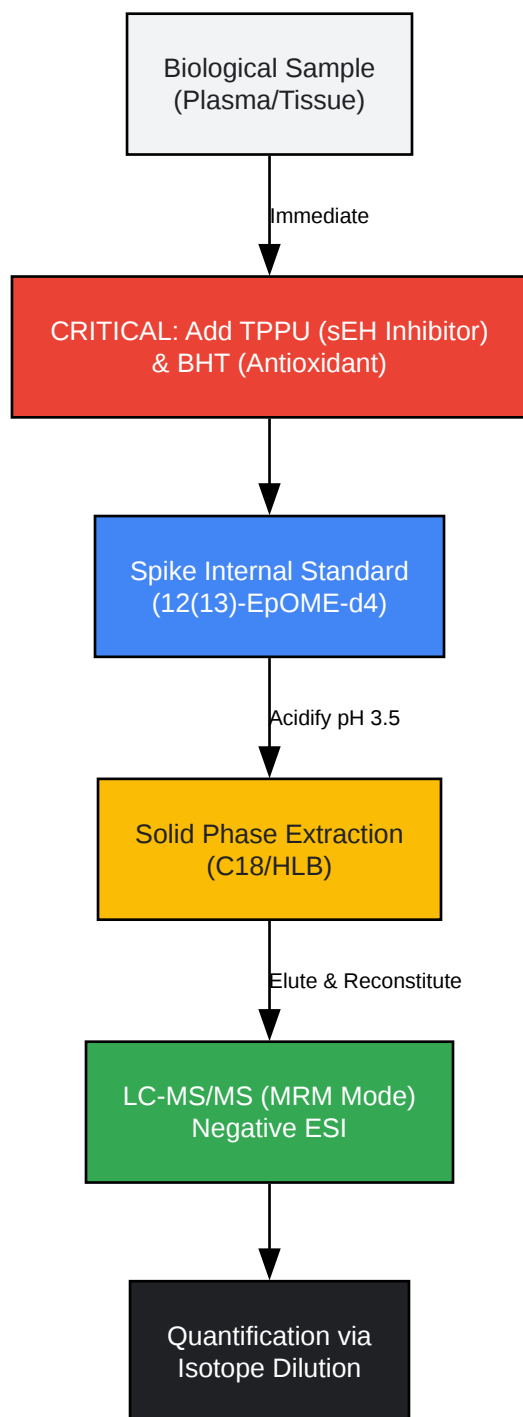 Biological Sample
(Plasma/Tissue)
Immediate
CRITICAL: Add TPPU (sEH Inhibitor)
& BHT (Antioxidant)
Spike Internal Standard
(12(13)-EpOME-d4)
Acidify pH 3.5
Solid Phase Extraction
(C18/HLB)
Elute & Reconstitute
LC-MS/MS (MRM Mode)
Negative ESI
Quantification via
Isotope Dilution